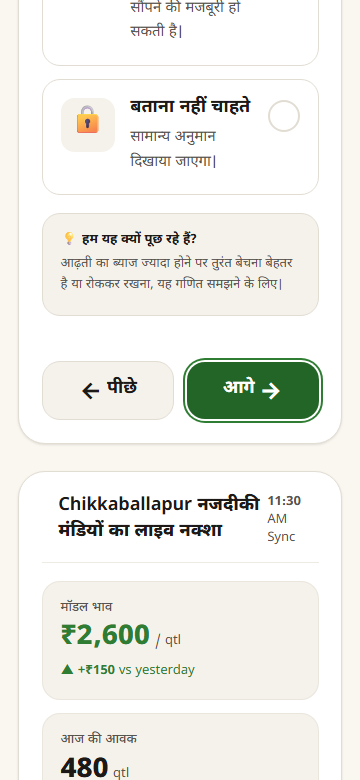 सौंपने की मजबूरी हो
सकती है|
बताना नहीं चाहते
सामान्य अनुमान
दिखाया जाएगा|
हम यह क्यों पूछ रहे हैं?
आढ़ती का ब्याज ज्यादा होने पर तुरंत बेचना बेहतर
है या रोककर रखना, यह गणित समझने के लिए|
← पीछे
आगे →
Chikkaballapur नजदीकी
मंडियों का लाइव नक्शा
11:30
AM
Sync
मॉडल भाव
₹2,600 / qtl
▲ +₹150 vs yesterday
आज की आवक
480 qtl